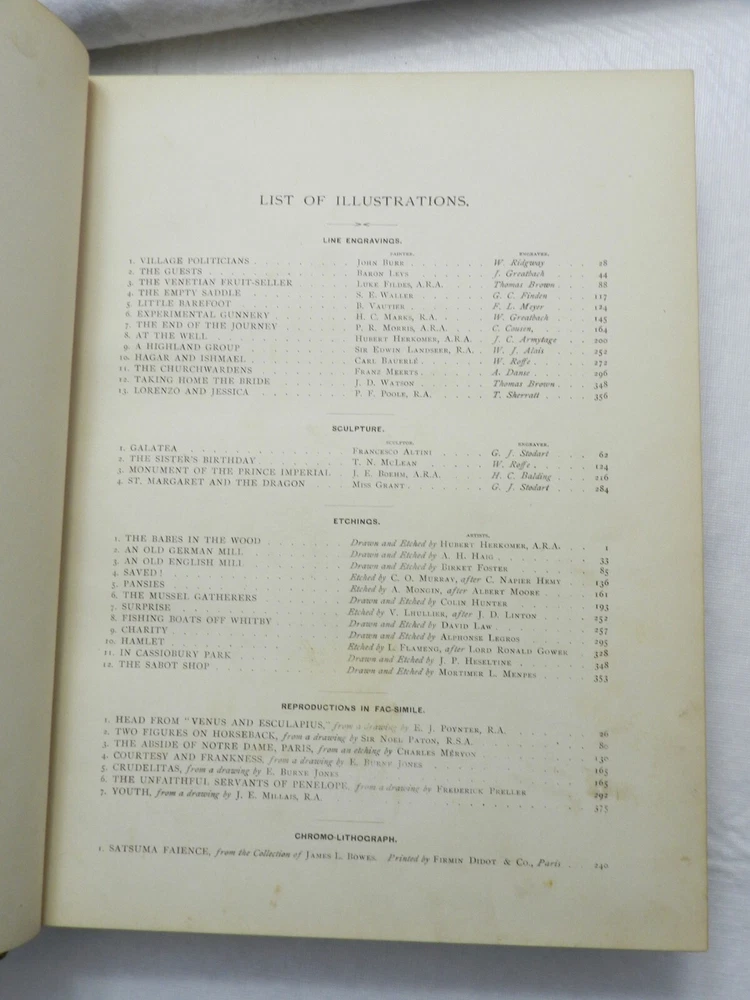 LIST OF ILLUSTRATIONS.
LINE ENGRAVINGS.
PAINTER. ENGRAVER.
1. VILLAGE POLITICIANS . . . . . . . John Burr . . . . . . . W. Ridgway . . 28
2. THE GUESTS . . . . . . . Baron Leys . . . . . . . J. Greatbach . . 44
3. THE VENETIAN FRUIT-SELLER Luke Fildes, A.R.A. . . . Thomas Brown . . 88
4. THE EMPTY SADDLE . . . . . . . S. E. Waller . . . . . . . G. C. Finden . . 117
5. LITTLE BAREFOOT . . . . . . . B. Vautier . . . . . . . F. L. Meyer . . 124
6. EXPERIMENTAL GUNNERY . . . . . H. C. Marks, R.A. . . . . W. Greatbach . . 145
7. THE END OF THE JOURNEY . . . . P. R. Morris, A.R.A. . . . C. Cousen, . . 164
8. AT THE WELL . . . . . . . Hubert Herkomer, A.R.A. . . J. C. Armytage . . 200
9. A HIGHLAND GROUP . . . . . . . Sir Edwin Landseer, R.A. . . W. J. Alais . . 252
10. HAGAR AND ISHMAEL . . . . . . . Carl Bauerlé . . . . . W. Roffe . . . 272
11. THE CHURCHWARDENS . . . . . . . Franz Meerts . . . . . A. Danse . . . 296
12. TAKING HOME THE BRIDE . . . . . J. D. Watson . . . . . Thomas Brown . . 348
13. LORENZO AND JESSICA . . . . . . P. F. Poole, R.A. . . . . T. Sherratt . . 356
SCULPTURE.
SCULPTOR. ENGRAVER.
1. GALATEA . . . . . . . Francesco Altini . . . . G. J. Stodart . . 62
2. THE SISTER'S BIRTHDAY . . . . . T. N. McLean . . . . . W. Roffe . . . 124
3. MONUMENT OF THE PRINCE IMPERIAL . J. E. Boehm, A.R.A. . . . H. C. Balding . . 216
4. ST. MARGARET AND THE DRAGON . . . Miss Grant . . . . . G. J. Stodart . . 284
ETCHINGS.
ARTISTS.
1. THE BABES IN THE WOOD . . . . . Drawn and Etched by Hubert Herkomer, A.R.A. . . 1
2. AN OLD GERMAN MILL . . . . . Drawn and Etched by A. H. Haig . . . . 33
3. AN OLD ENGLISH MILL . . . . . Drawn and Etched by Birket Foster . . . 85
4. SAVED! . . . . . . . Etched by C. O. Murray, after C. Napier Hemy . 136
5. PANSIES . . . . . . . Etched by A. Mongin, after Albert Moore . . 161
6. THE MUSSEL GATHERERS . . . . . Drawn and Etched by Colin Hunter . . . 193
7. SURPRISE . . . . . . . Etched by V. Lhullier, after J. D. Linton . . 252
8. FISHING BOATS OFF WHITBY . . . . Drawn and Etched by David Law . . . . 257
9. CHARITY . . . . . . . Drawn and Etched by Alphonse Legros . . . 295
10. HAMLET . . . . . . . Etched by L. Flameng, after Lord Ronald Gower 328
11. IN CASSIOBURY PARK . . . . . Drawn and Etched by J. P. Heseltine . . . 348
12. THE SABOT SHOP . . . . . . . Drawn and Etched by Mortimer L. Menpes . . . 353
REPRODUCTIONS IN FAC-SIMILE.
1. HEAD FROM "VENUS AND ESCULAPIUS," from a drawing by E. J. Poynter, R.A. . . . 26
2. TWO FIGURES ON HORSEBACK, from a drawing by Sir Noel Paton, R.S.A. . . . 80
3. THE ABSIDE OF NOTRE DAME, PARIS, from an etching by Charles Méryon . . . 130
4. COURTESY AND FRANKNESS, from a drawing by E. Burne Jones . . . 165
5. CRUDELITAS, from a drawing by E. Burne Jones . . . 165
6. THE UNFAITHFUL SERVANTS OF PENELOPE, from a drawing by Frederick Preller . . . 292
7. YOUTH, from a drawing by J. E. Millais, R.A. . . . 375
CHROMO-LITHOGRAPH.
1. SATSUMA FAIENCE, from the Collection of James L. Bowes. Printed by Firmin Didot & Co., Paris . . 240